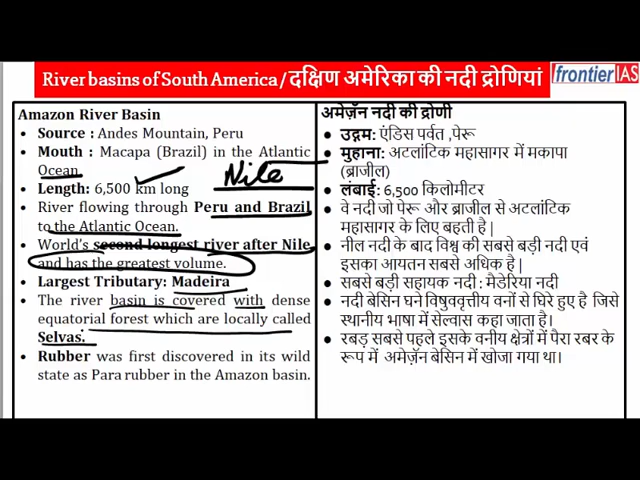 River basins of South America/दक्षिण अमेरिका की नदी द्रोणियां
frontierIAS
Amazon River Basin
• Source : Andes Mountain, Peru
• Mouth : Macapa (Brazil) in the Atlantic
Ocean.
• Length: 6,500 km long
Nile
• River flowing through Peru and Brazil
to the Atlantic Ocean.
• World's second longest river after Nile
and has the greatest volume.
• Largest Tributary: Madeira
• The river basin is covered with dense
equatorial forest which are locally called
Selvas.
• Rubber was first discovered in its wild
state as Para rubber in the Amazon basin.
अमेज़ॅन नदी की द्रोणी
• उद्गम: एंडिस पर्वत ,पेरू
• मुहाना: अटलांटिक महासागर में मकापा
(ब्राजील)
• लंबाई: 6,500 किलोमीटर
• वे नदी जो पेरू और ब्राजील से अटलांटिक
महासागर के लिए बहती है |
• नील नदी के बाद विश्व की सबसे बड़ी नदी एवं
इसका आयतन सबसे अधिक है |
• सबसे बड़ी सहायक नदी : मैडेरिया नदी
• नदी बेसिन घने विषुववृत्तीय वनों से घिरे हुए है जिसे
स्थानीय भाषा में सेल्वास कहा जाता है।
• रबड़ सबसे पहले इसके वनीय क्षेत्रों में पैरा रबर के
रूप में अमेज़ॅन बेसिन में खोजा गया था।